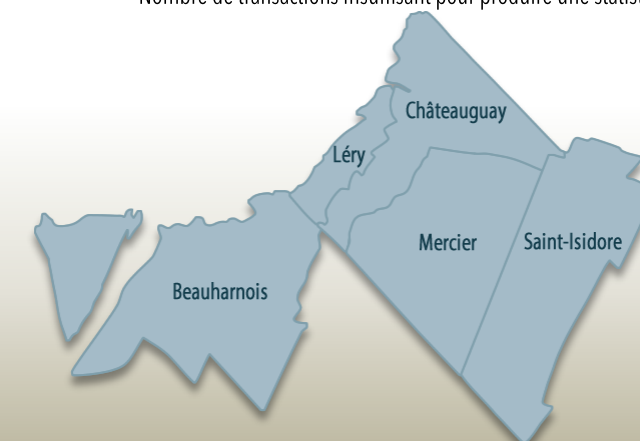 Nombre de transactions insuffisant pour produire une
Châteauguay
Léry
Mercier
Saint-Isidore
Beauharnois